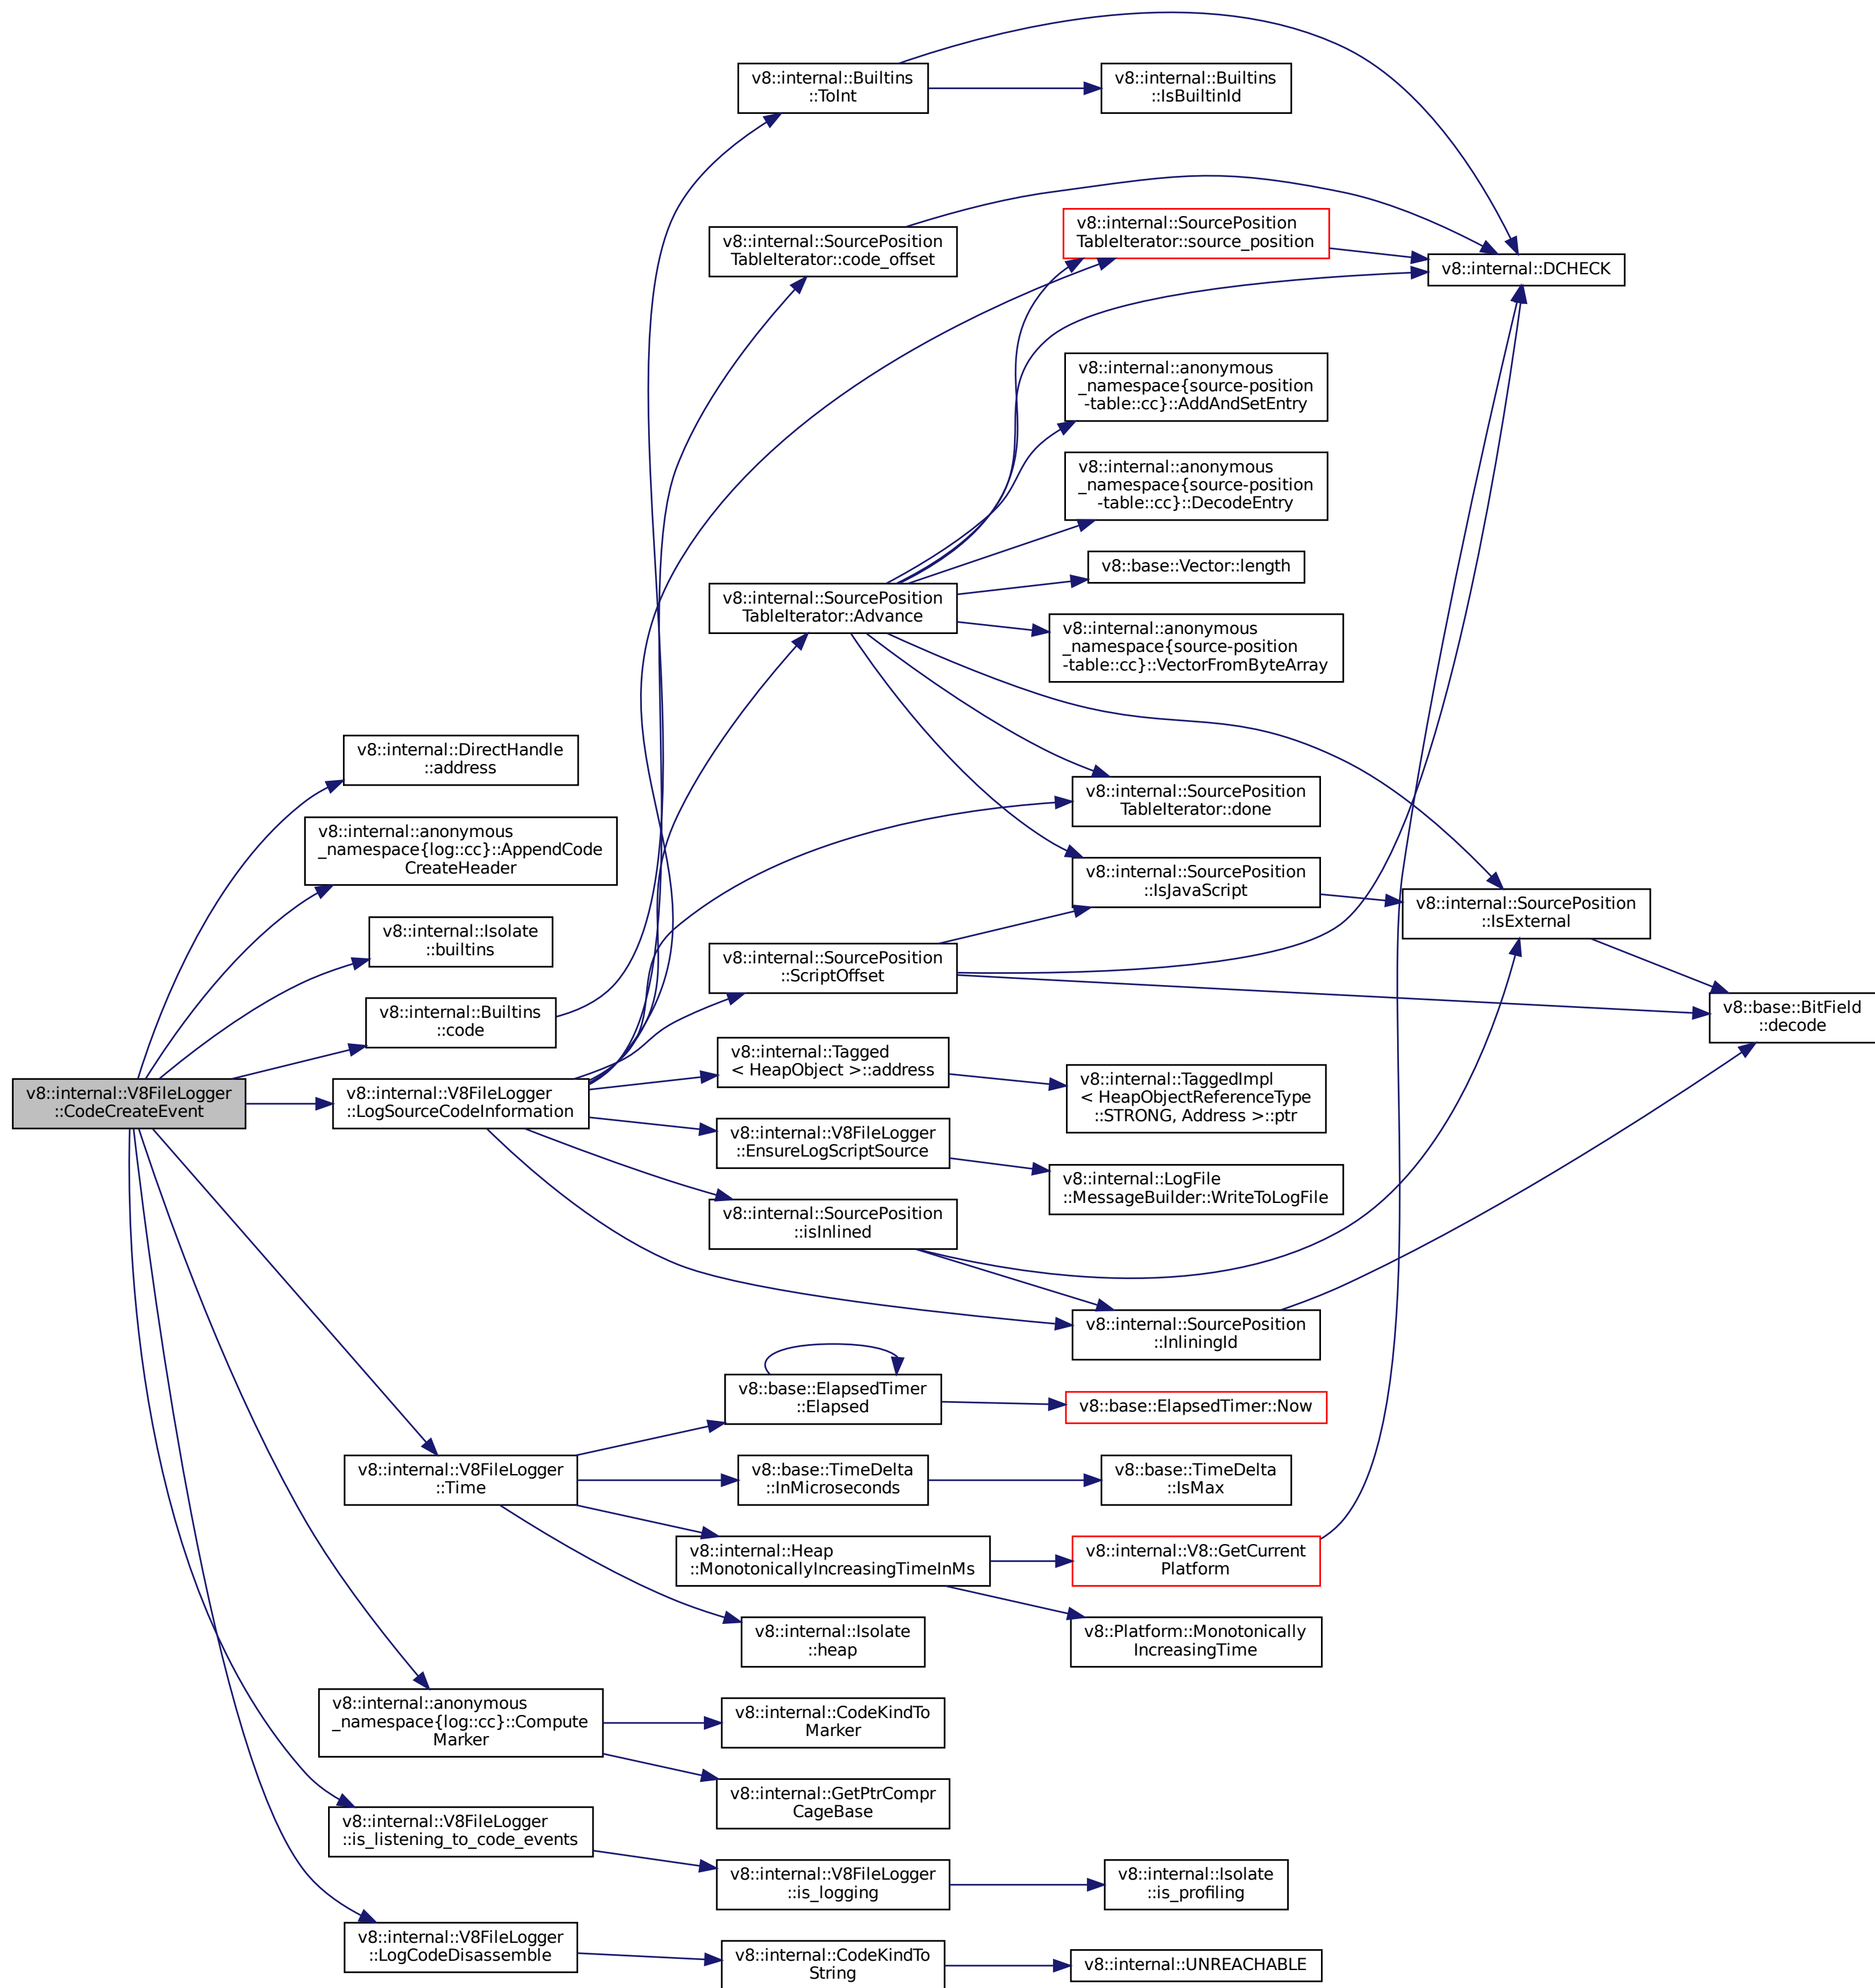 v8::internal::Builtins
::ToInt
v8::internal::Builtins
::IsBuiltinId
v8::internal::SourcePosition
TableIterator::code_offset
v8::internal::SourcePosition
TableIterator::source_position
v8::internal::DCHECK
v8::internal::anonymous
_namespace{source-position
-table::cc}::AddAndSetEntry
v8::internal::anonymous
_namespace{source-position
-table::cc}::DecodeEntry
v8::base::Vector::length
v8::internal::SourcePosition
TableIterator::Advance
v8::internal::anonymous
_namespace{source-position
-table::cc}::VectorFromByteArray
v8::internal::DirectHandle
::address
v8::internal::SourcePosition
TableIterator::done
v8::internal::anonymous
_namespace{log::cc}::AppendCode
CreateHeader
v8::internal::SourcePosition
::IsJavaScript
v8::internal::SourcePosition
::IsExternal
v8::internal::Isolate
::builtins
v8::internal::SourcePosition
::ScriptOffset
v8::base::BitField
::decode
v8::internal::Builtins
::code
v8::internal::Tagged
< HeapObject >::address
v8::internal::TaggedImpl
< HeapObjectReferenceType
::STRONG, Address >::ptr
v8::internal::V8FileLogger
::CodeCreateEvent
v8::internal::V8FileLogger
::LogSourceCodeInformation
v8::internal::V8FileLogger
::EnsureLogScriptSource
v8::internal::LogFile
::MessageBuilder::WriteToLogFile
v8::internal::SourcePosition
::isInlined
v8::internal::SourcePosition
::InliningId
v8::base::ElapsedTimer
::Elapsed
v8::base::ElapsedTimer::Now
v8::internal::V8FileLogger
::Time
v8::base::TimeDelta
::InMicroseconds
v8::base::TimeDelta
::IsMax
v8::internal::Heap
::MonotonicallyIncreasingTimeInMs
v8::internal::V8::GetCurrent
Platform
v8::internal::Isolate
::heap
v8::Platform::Monotonically
IncreasingTime
v8::internal::anonymous
_namespace{log::cc}::Compute
Marker
v8::internal::CodeKindTo
Marker
v8::internal::GetPtrCompr
CageBase
v8::internal::V8FileLogger
::is_listening_to_code_events
v8::internal::V8FileLogger
::is_logging
v8::internal::Isolate
::is_profiling
v8::internal::V8FileLogger
::LogCodeDisassemble
v8::internal::CodeKindTo
String
v8::internal::UNREACHABLE